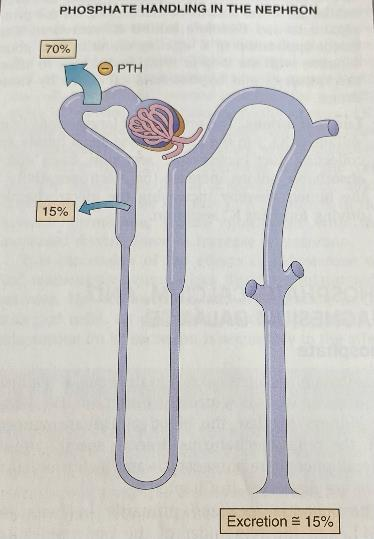 PHOSPHATE HANDLING IN THE NEPHRON
70%
− PTH
15%
Excretion ≅ 15%